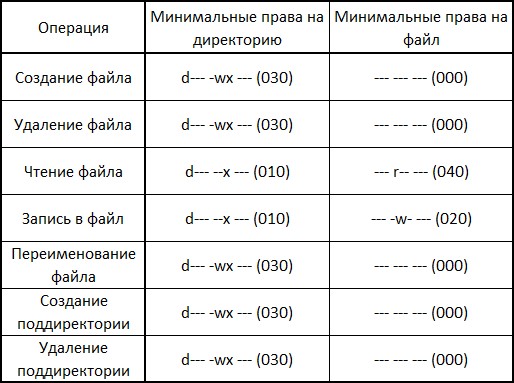 Операция
Минимальные права на
директорию
Минимальные права на
файл
Создание файла
d--- -wx --- (030)
--- --- --- (000)
Удаление файла
d--- -wx --- (030)
--- --- --- (000)
Чтение файла
d--- --x --- (010)
--- r-- --- (040)
Запись в файл
d--- --x --- (010)
--- -w- --- (020)
Переименование
файла
d--- -wx --- (030)
--- --- --- (000)
Создание
поддиректории
d--- -wx --- (030)
--- --- --- (000)
Удаление
поддиректории
d--- -wx --- (030)
--- --- --- (000)